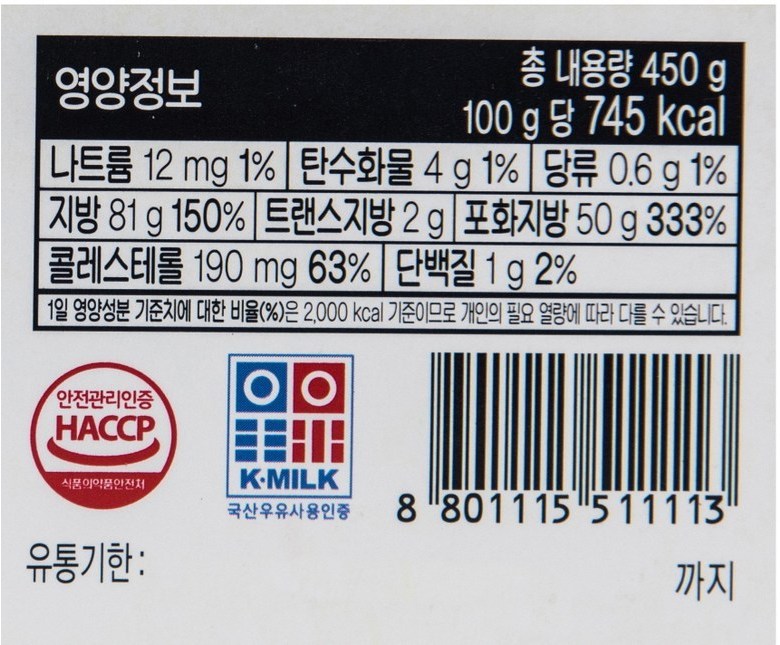 영양정보
총 내용량 450 g
100 g 당 745 kcal
나트륨 12 mg 1% 탄수화물 4 g 1% 당류 0.6 g 1%
지방 81 g 150% 트랜스지방 2 g 포화지방 50 g 333%
콜레스테롤 190 mg 63% 단백질 1 g 2%
1일 영양성분 기준치에 대한 비율(%)은 2,000 kcal 기준이므로 개인의 필요 열량에 따라 다를 수 있습니다.
안전관리인증
HACCP
식품의약품안전처
K·MILK
국산우유사용인증
8 801115 511113
유통기한 :
까지